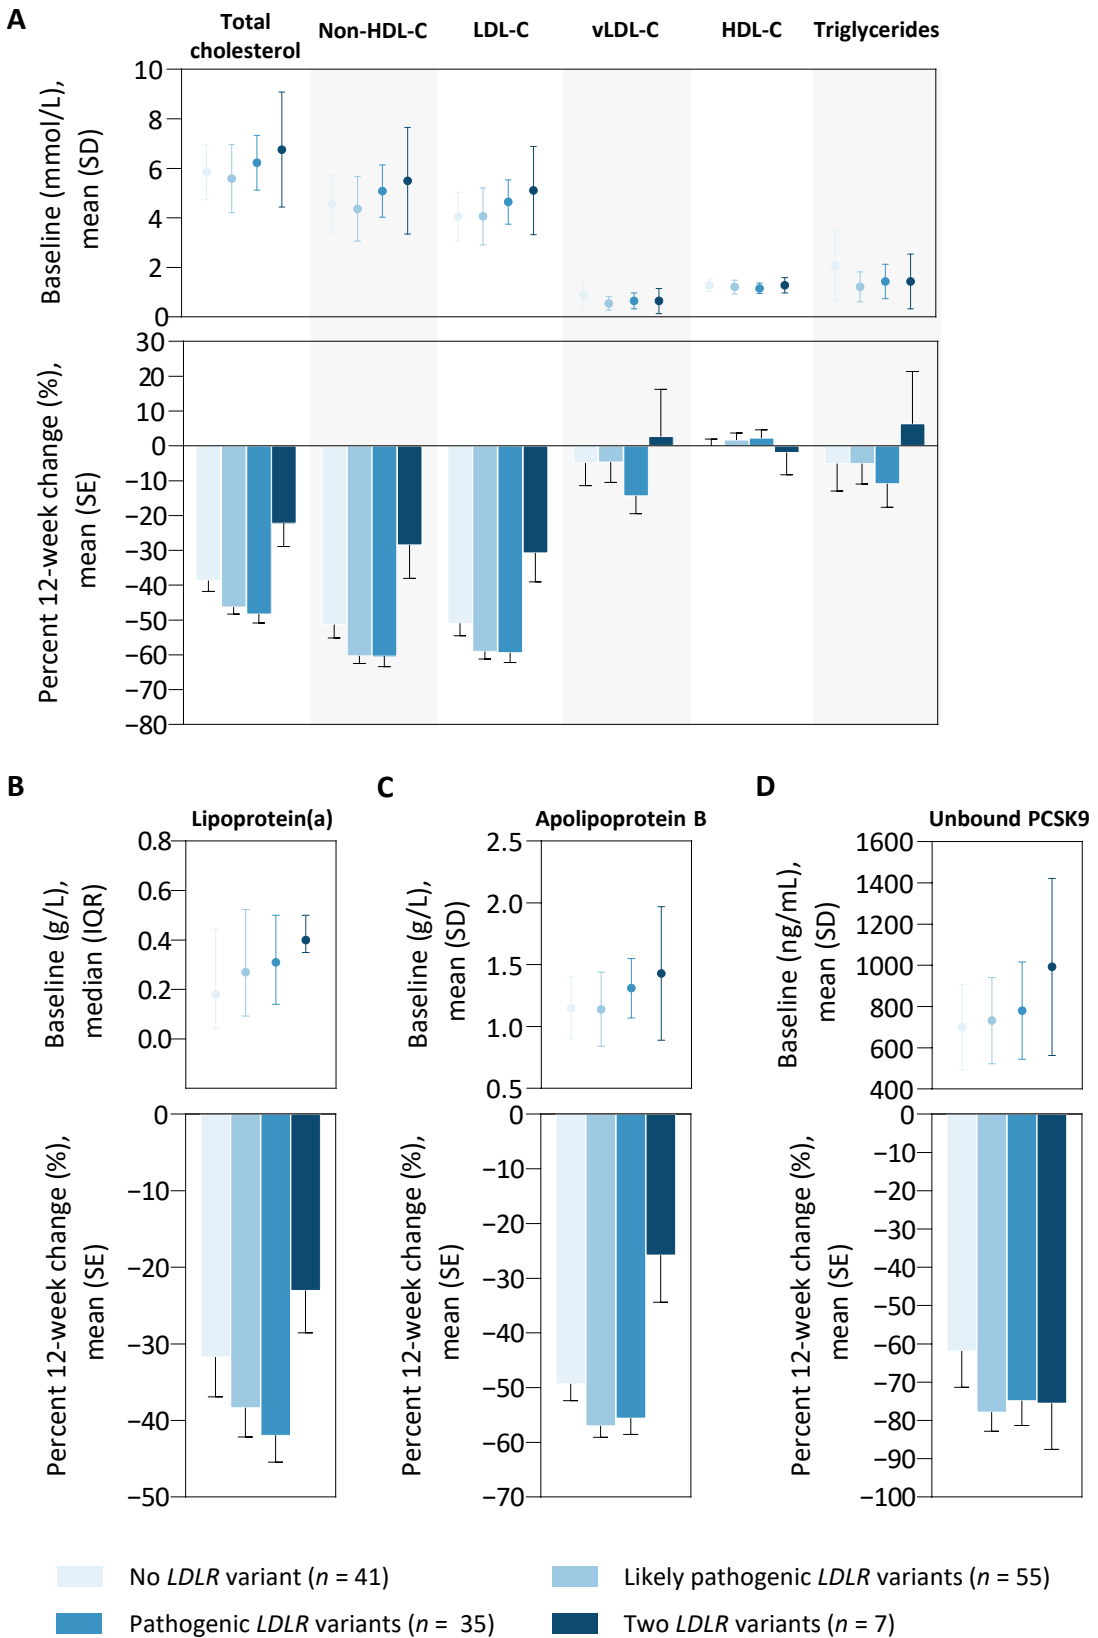 A
Total
cholesterol
Non-HDL-C
LDL-C
vLDL-C
HDL-C
Triglycerides
Baseline (mmol/L),
mean (SD)
10
8
6
4
2
0
Percent 12-week change (%),
mean (SE)
30
20
10
0
−10
−20
−30
−40
−50
−60
−70
−80
B
Lipoprotein(a)
Baseline (g/L),
median (IQR)
0.8
0.6
0.4
0.2
0.0
Percent 12-week change (%),
mean (SE)
0
−10
−20
−30
−40
−50
C
Apolipoprotein B
Baseline (g/L),
mean (SD)
2.5
2.0
1.5
1.0
0.5
Percent 12-week change (%),
mean (SE)
0
−10
−20
−30
−40
−50
−60
−70
D
Unbound PCSK9
Baseline (ng/mL),
mean (SD)
1600
1400
1200
1000
800
600
400
Percent 12-week change (%),
mean (SE)
0
−10
−20
−30
−40
−50
−60
−70
−80
−90
−100
No LDLR variant (n = 41)
Likely pathogenic LDLR variants (n = 55)
Pathogenic LDLR variants (n = 35)
Two LDLR variants (n = 7)